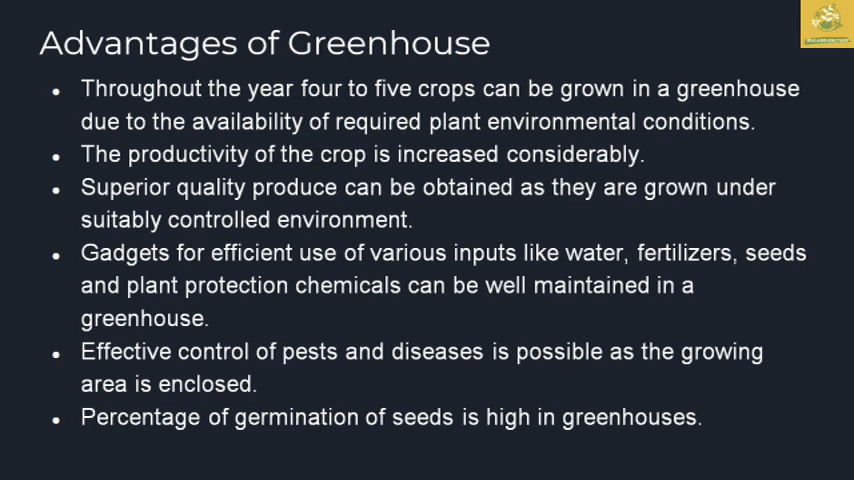 Advantages of Greenhouse
• Throughout the year four to five crops can be grown in a greenhouse
due to the availability of required plant environmental conditions.
• The productivity of the crop is increased considerably.
• Superior quality produce can be obtained as they are grown under
suitably controlled environment.
• Gadgets for efficient use of various inputs like water, fertilizers, seeds
and plant protection chemicals can be well maintained in a
greenhouse.
• Effective control of pests and diseases is possible as the growing
area is enclosed.
• Percentage of germination of seeds is high in greenhouses.